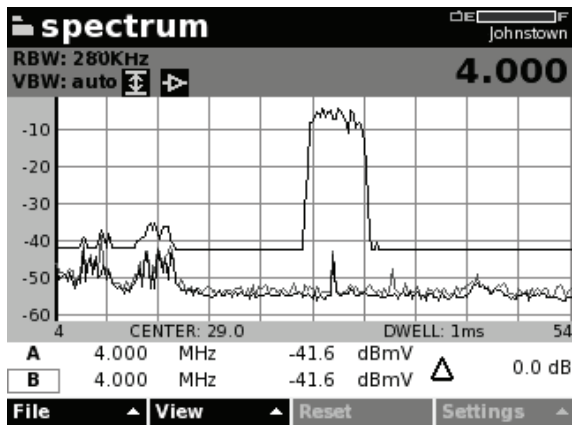 spectrum
E F
Johnstown
RBW: 280KHz
VBW: auto
4.000
-10
-20
-30
-40
-50
-60
4 CENTER: 29.0 DWELL: 1ms 54
A 4.000 MHz -41.6 dBmV
B 4.000 MHz -41.6 dBmV
Δ 0.0 dB
File View Reset Settings